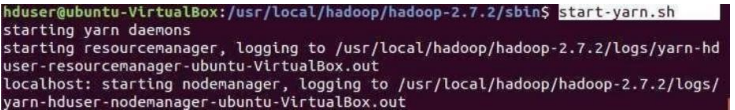 hduser@ubuntu-VirtualBox:/usr/local/hadoop/hadoop-2.7.2/sbin$ start-yarn.sh
starting yarn daemons
starting resourcemanager, logging to /usr/local/hadoop/hadoop-2.7.2/logs/yarn-hd
user-resourcemanager-ubuntu-VirtualBox.out
localhost: starting nodemanager, logging to /usr/local/hadoop/hadoop-2.7.2/logs/
yarn-hduser-nodemanager-ubuntu-VirtualBox.out